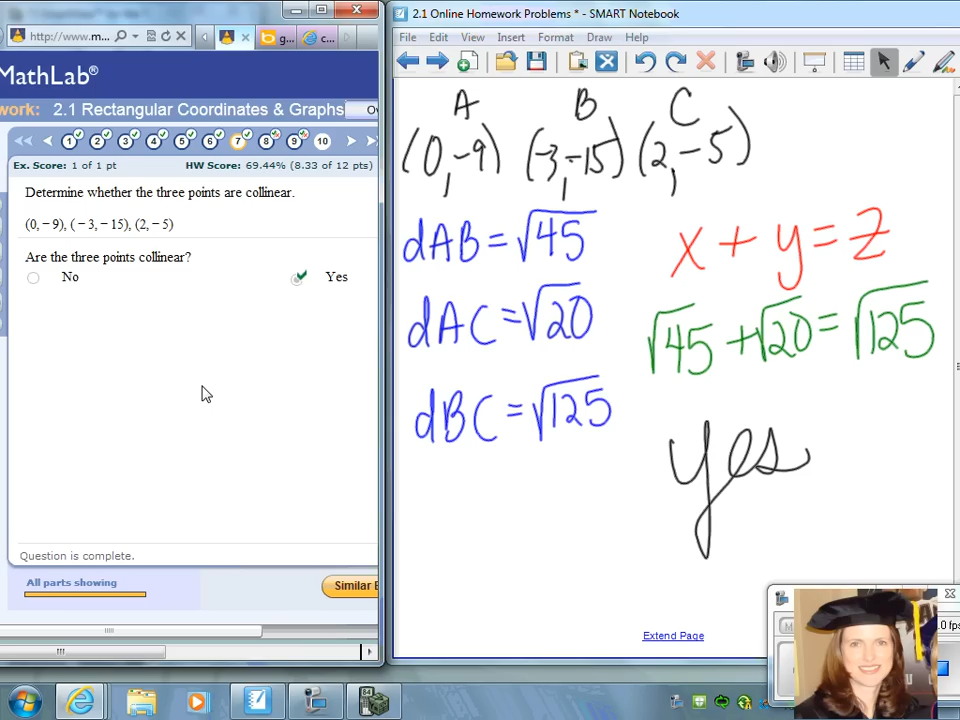 2.1 Online Homework Problems * - SMART Notebook
http://www.m...
g...
c...
File Edit View Insert Format Tools Draw Help
MathLab®
work: 2.1 Rectangular Coordinates & Graphs
Ov
1 2 3 4 5 6 7 8 9 10
Ex. Score: 1 of 1 pt HW Score: 69.44% (8.33 of 12 pts)
Determine whether the three points are collinear.
(0, − 9), ( − 3, − 15), (2, − 5)
Are the three points collinear?
No Yes
Question is complete.
All parts showing
Similar E
A B C
(0, −9) (−3, −15) (2, −5)
dAB = √45
x + y = z
dAC = √20
√45 + √20 = √125
dBC = √125
yes
Extend Page
.0 fps